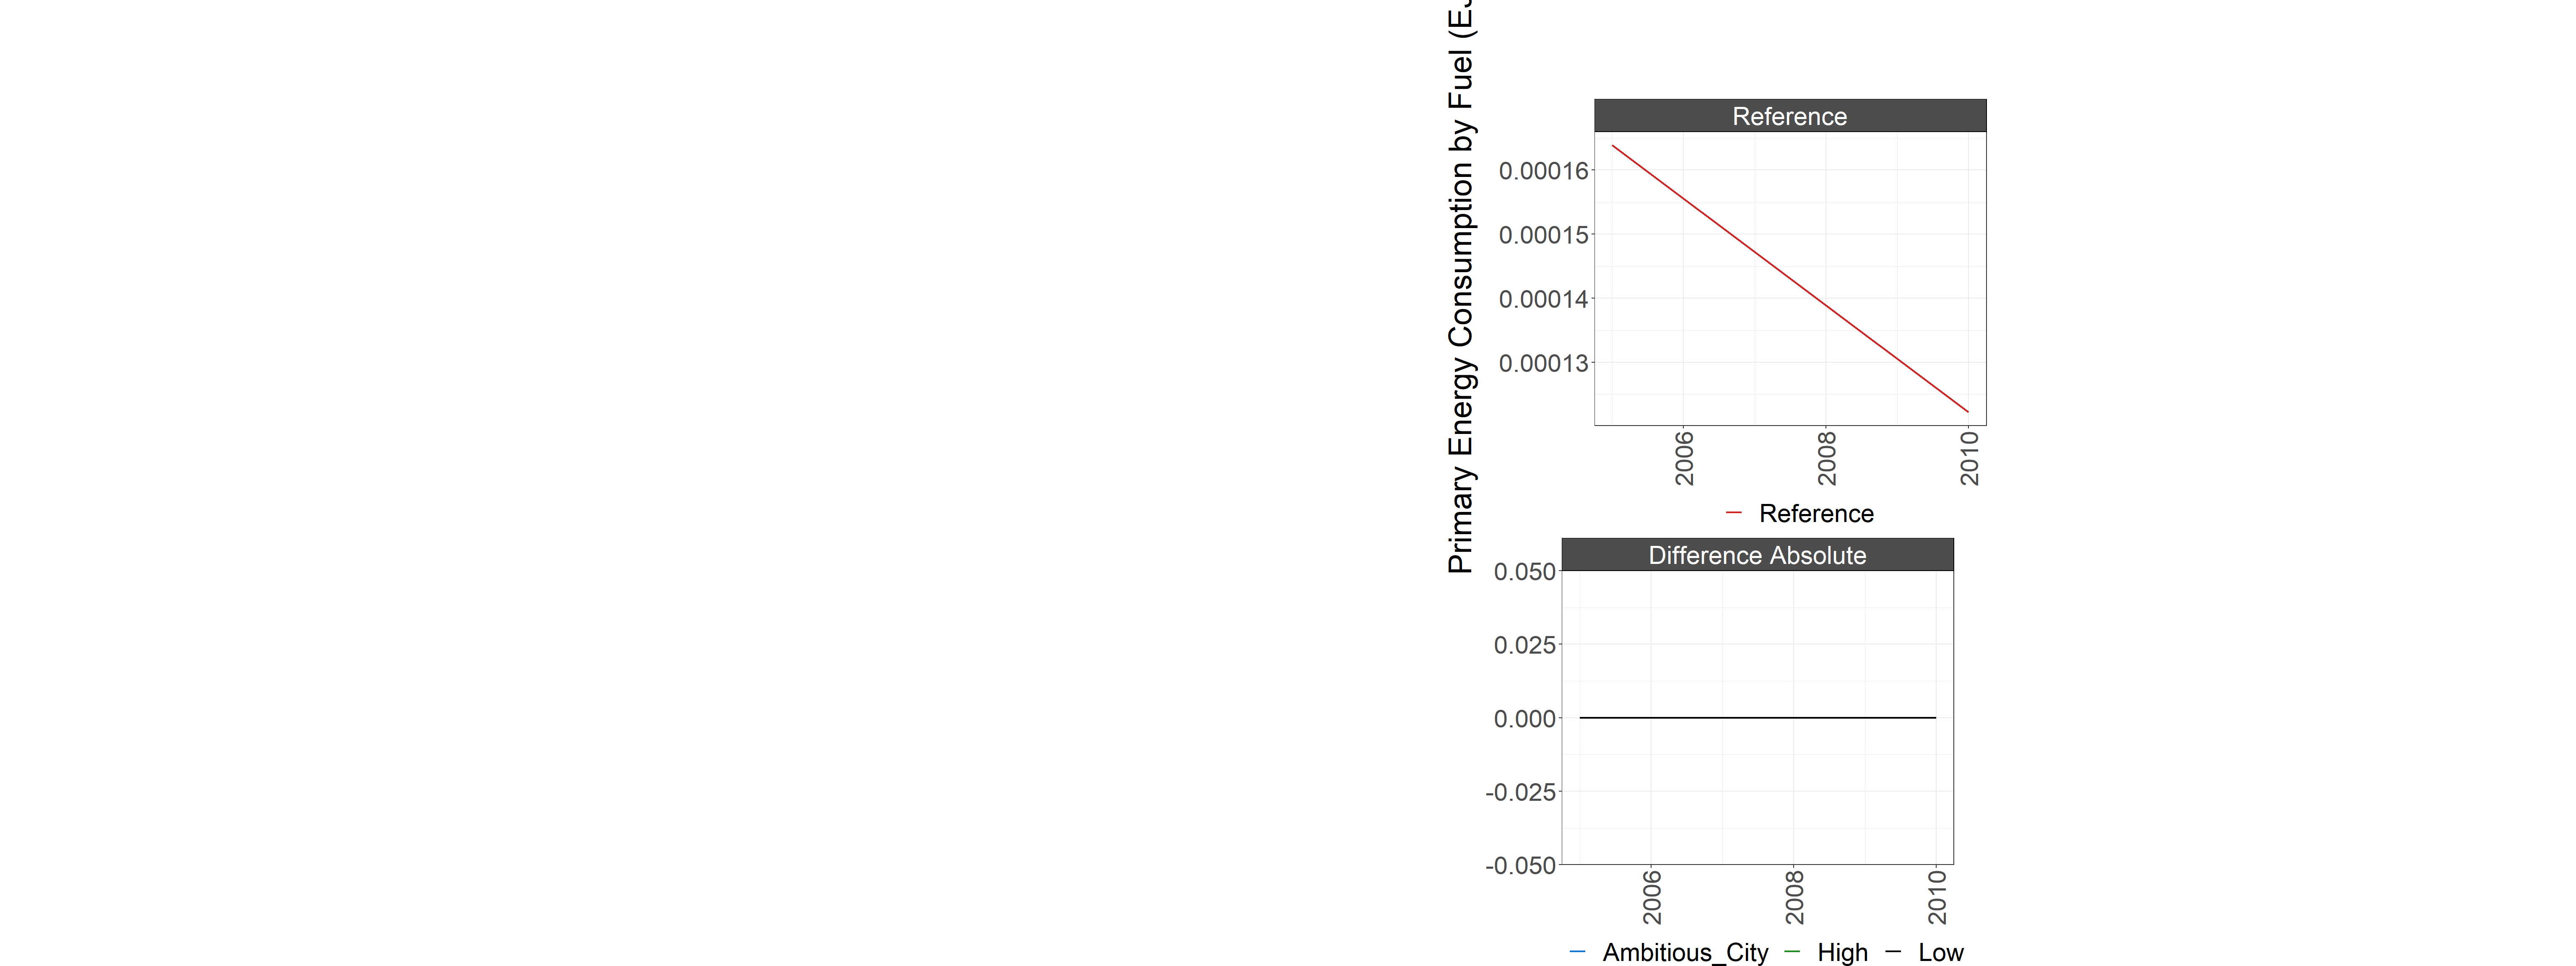 Primary Energy Consumption by Fuel (EJ
Reference
0.00016
0.00015
0.00014
0.00013
2006 2008 2010
Reference
Difference Absolute
0.050
0.025
0.000
-0.025
-0.050
2006 2008 2010
Ambitious_City High Low